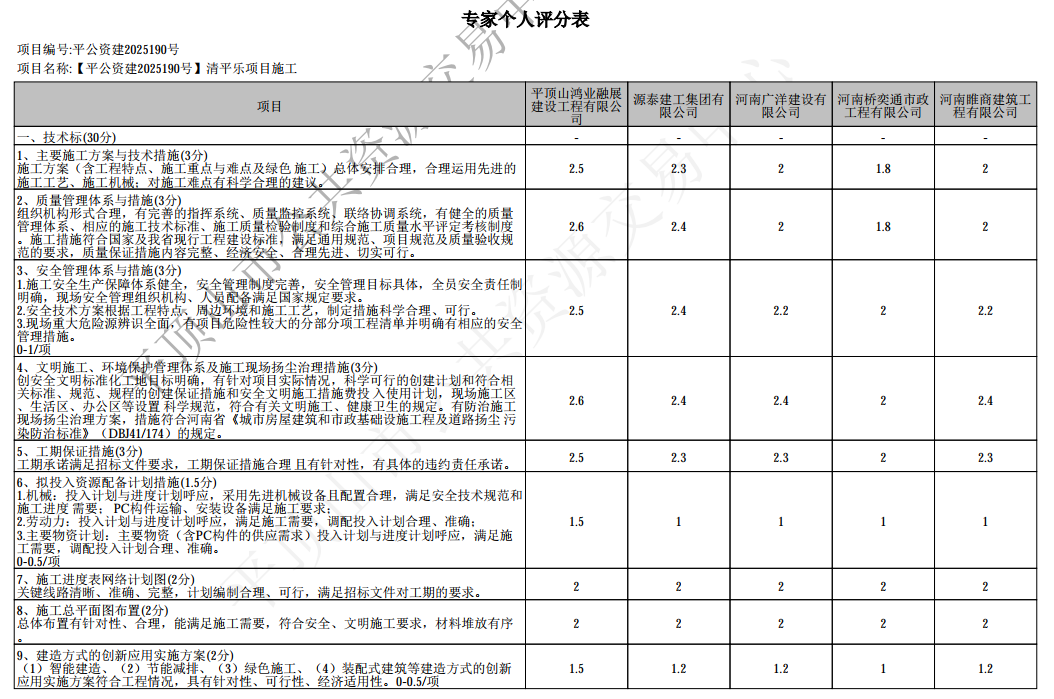 专家个人评分表
项目编号:平公资建2025190号
项目名称:【平公资建2025190号】清平乐项目施工
项目 平顶山鸿业融展建设工程有限公司 源泰建工集团有限公司 河南广洋建设有限公司 河南桥奕通市政工程有限公司 河南睢商建筑工程有限公司
一、技术标(30分) - - - - -
1、主要施工方案与技术措施(3分)
施工方案（含工程特点、施工重点与难点及绿色 施工）总体安排合理，合理运用先进的
施工工艺、施工机械；对施工难点有科学合理的建议。
2.5 2.3 2 1.8 2
2、质量管理体系与措施(3分)
组织机构形式合理，有完善的指挥系统、质量监控系统、联络协调系统，有健全的质量
管理体系、相应的施工技术标准、施工质量检验制度和综合施工质量水平评定考核制度
。施工措施符合国家及我省现行工程建设标准，满足通用规范、项目规范及质量验收规
范的要求，质量保证措施内容完整、经济安全、合理先进、切实可行。
2.6 2.4 2 1.8 2
3、安全管理体系与措施(3分)
1.施工安全生产保障体系健全，安全管理制度完善，安全管理目标具体，全员安全责任制
明确，现场安全管理组织机构、人员配备满足国家规定要求。
2.安全技术方案根据工程特点、周边环境和施工工艺，制定措施科学合理、可行。
3.现场重大危险源辨识全面，有项目危险性较大的分部分项工程清单并明确有相应的安全
管理措施。
0-1/项
2.5 2.4 2.2 2 2.2
4、文明施工、环境保护管理体系及施工现场扬尘治理措施(3分)
创安全文明标准化工地目标明确，有针对项目实际情况，科学可行的创建计划和符合相
关标准、规范、规程的创建保证措施和安全文明施工措施费投 入使用计划，现场施工区
、生活区、办公区等设置 科学规范，符合有关文明施工、健康卫生的规定。有防治施工
现场扬尘治理方案，措施符合河南省《城市房屋建筑和市政基础设施工程及道路扬尘 污
染防治标准》（DBJ41/174）的规定。
2.6 2.4 2.4 2 2.4
5、工期保证措施(3分)
工期承诺满足招标文件要求，工期保证措施合理 且有针对性，有具体的违约责任承诺。
2.5 2.3 2.3 2 2.3
6、拟投入资源配备计划措施(1.5分)
1.机械：投入计划与进度计划呼应，采用先进机械设备且配置合理，满足安全技术规范和
施工进度 需要； PC构件运输、安装设备满足施工要求；
2.劳动力：投入计划与进度计划呼应，满足施工需要，调配投入计划合理、准确；
3.主要物资计划：主要物资（含PC构件的供应需求）投入计划与进度计划呼应，满足施
工需要，调配投入计划合理、准确。
0-0.5/项
1.5 1 1 1 1
7、施工进度表网络计划图(2分)
关键线路清晰、准确、完整，计划编制合理、可行，满足招标文件对工期的要求。
2 2 2 2 2
8、施工总平面图布置(2分)
总体布置有针对性、合理，能满足施工需要，符合安全、文明施工要求，材料堆放有序
。
2 2 2 2 2
9、建造方式的创新应用实施方案(2分)
（1）智能建造、（2）节能减排、（3）绿色施工、（4）装配式建筑等建造方式的创新
应用实施方案符合工程情况，具有针对性、可行性、经济适用性。0-0.5/项
1.5 1.2 1.2 1 1.2
平顶山市公共资源交易中心
平顶山市公共资源交易中心